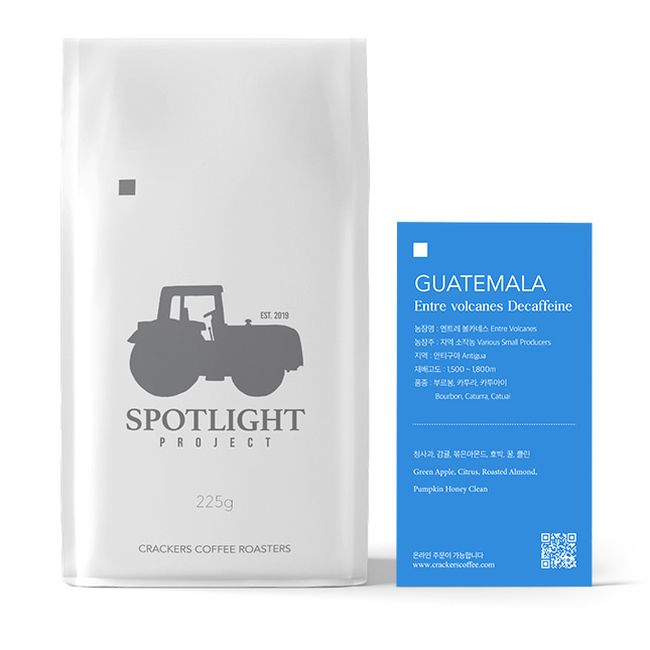 EST. 2019
SPOTLIGHT
PROJECT
225g
CRACKERS COFFEE ROASTERS
GUATEMALA
Entre volcanes Decaffeine
농장명 : 엔트레 볼카네스 Entre Volcanes
농장주 : 지역 소작농 Various Small Producers
지역 : 안티구아 Antigua
재배고도 : 1,500 ~ 1,800m
품종 : 부르봉, 카투라, 카투아이
Bourbon, Caturra, Catuai
청사과, 감귤, 볶은아몬드, 호박, 꿀, 클린
Green Apple, Citrus, Roasted Almond,
Pumpkin Honey Clean
온라인 주문이 가능합니다
www.crackerscoffee.com